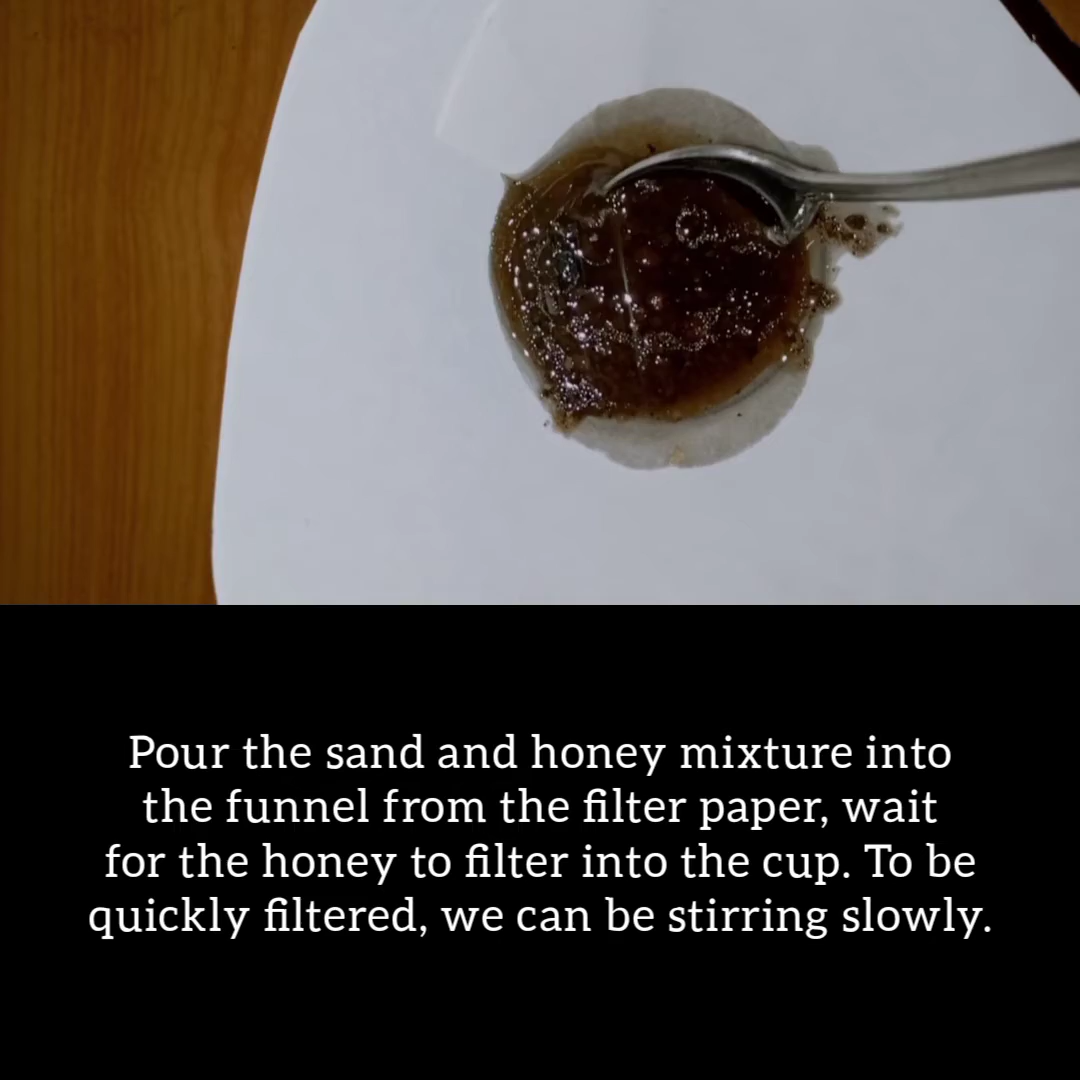 Pour the sand and honey mixture into
the funnel from the filter paper, wait
for the honey to filter into the cup. To be
quickly filtered, we can be stirring slowly.